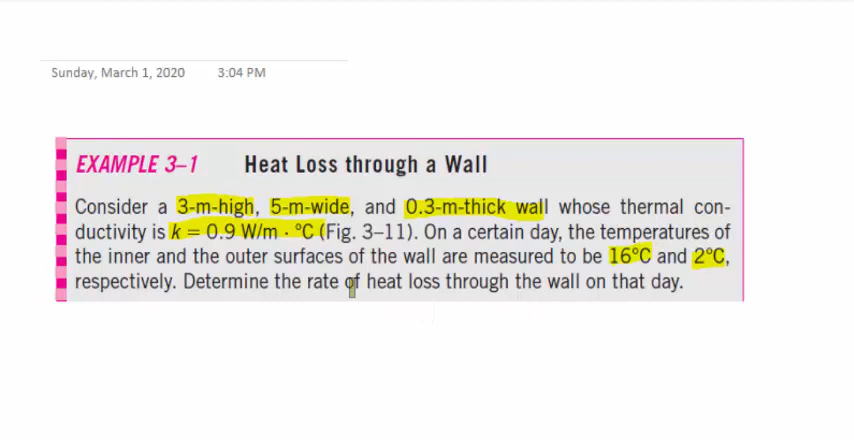 Sunday, March 1, 2020 3:04 PM
EXAMPLE 3–1 Heat Loss through a Wall
Consider a 3-m-high, 5-m-wide, and 0.3-m-thick wall whose thermal con-
ductivity is k = 0.9 W/m · °C (Fig. 3–11). On a certain day, the temperatures of
the inner and the outer surfaces of the wall are measured to be 16°C and 2°C,
respectively. Determine the rate of heat loss through the wall on that day.